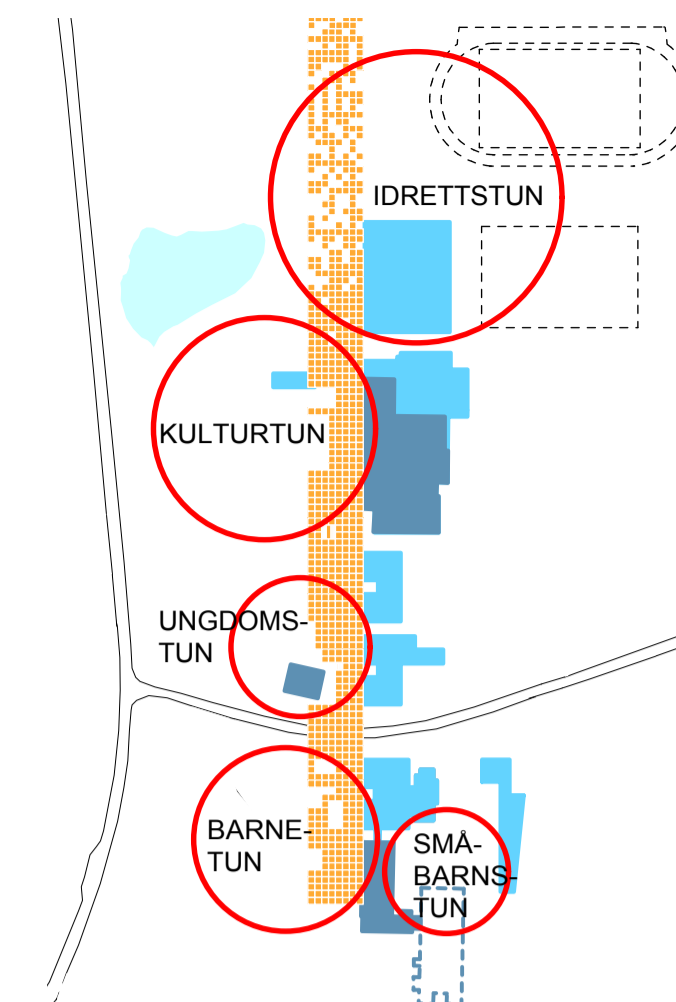 IDRETTSTUN
KULTURTUN
UNGDOMS-
TUN
BARNE-
TUN
SMÅ-
BARNS-
TUN